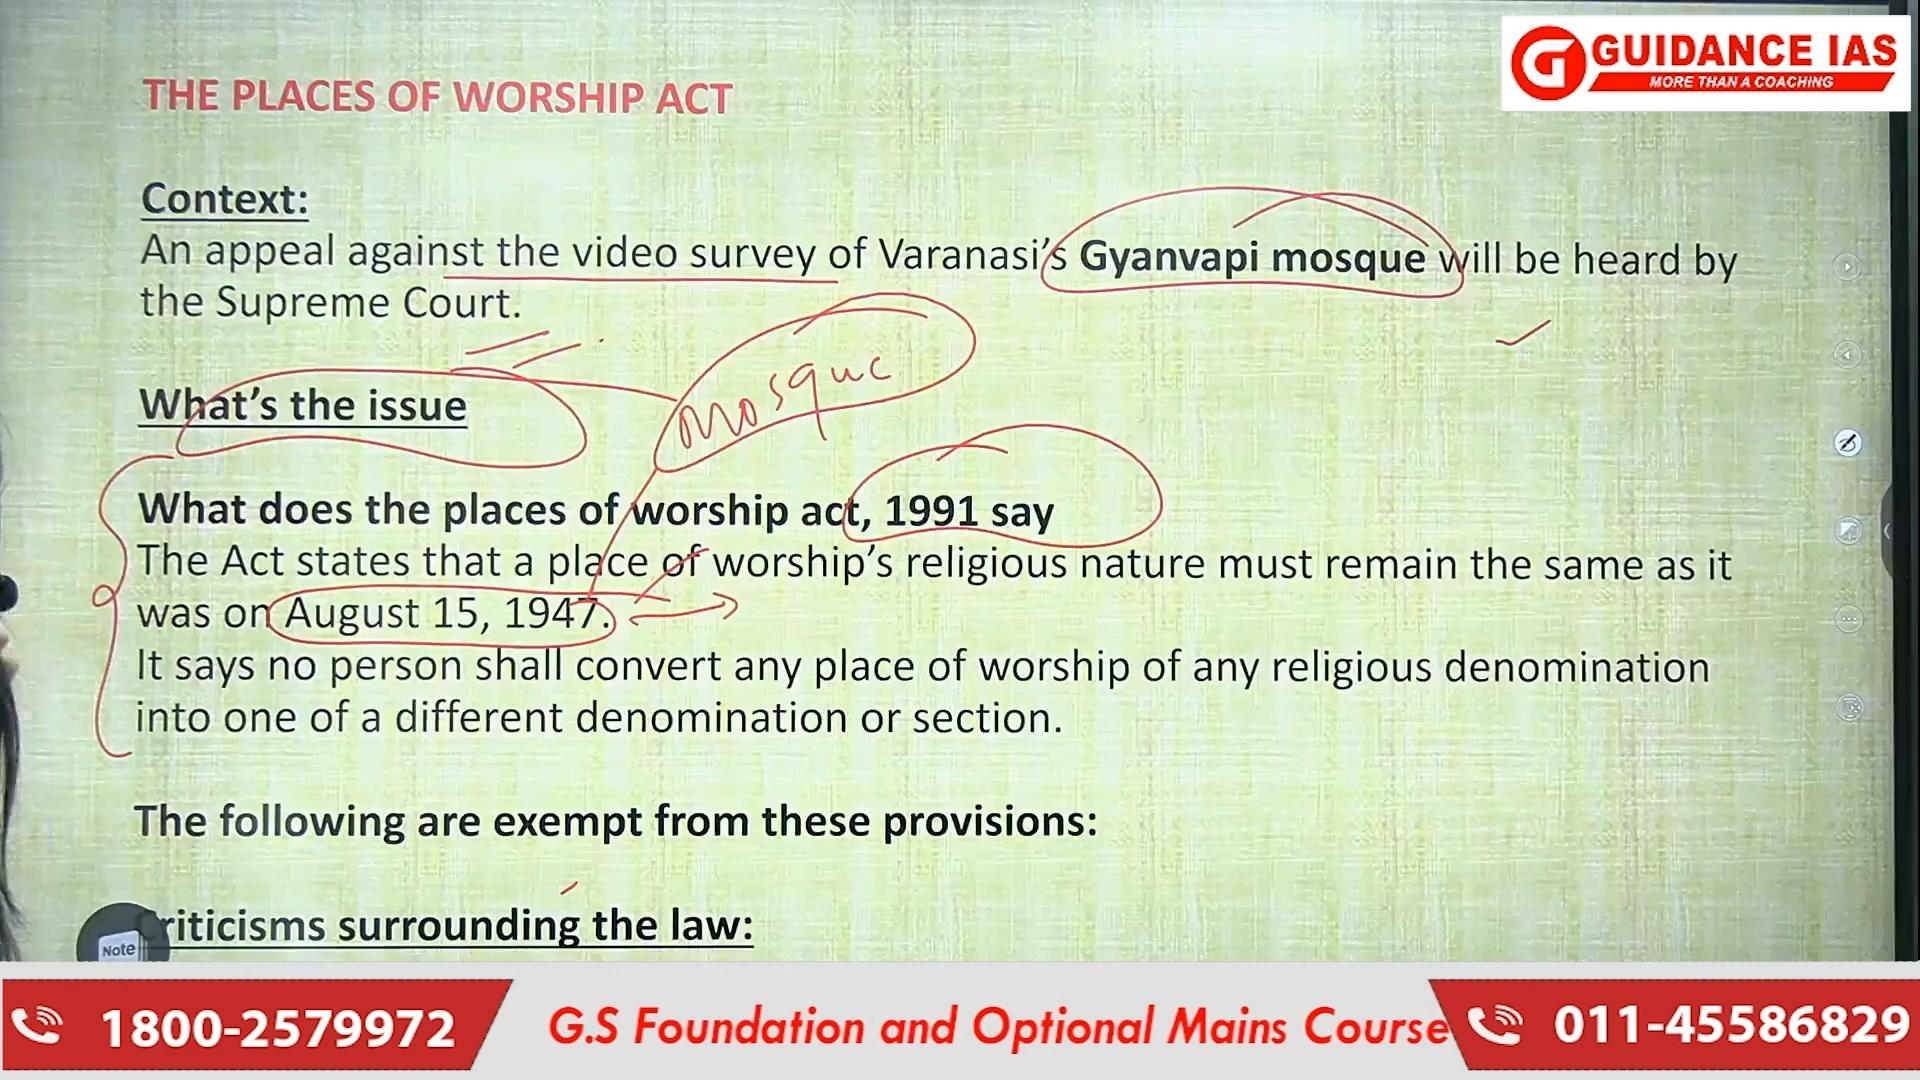 GUIDANCE IAS
MORE THAN A COACHING
THE PLACES OF WORSHIP ACT
Context:
An appeal against the video survey of Varanasi's Gyanvapi mosque will be heard by
the Supreme Court.
mosque
What's the issue
What does the places of worship act, 1991 say
The Act states that a place of worship's religious nature must remain the same as it
was on August 15, 1947.
It says no person shall convert any place of worship of any religious denomination
into one of a different denomination or section.
The following are exempt from these provisions:
Criticisms surrounding the law:
Note
1800-2579972
G.S Foundation and Optional Mains Course
011-45586829